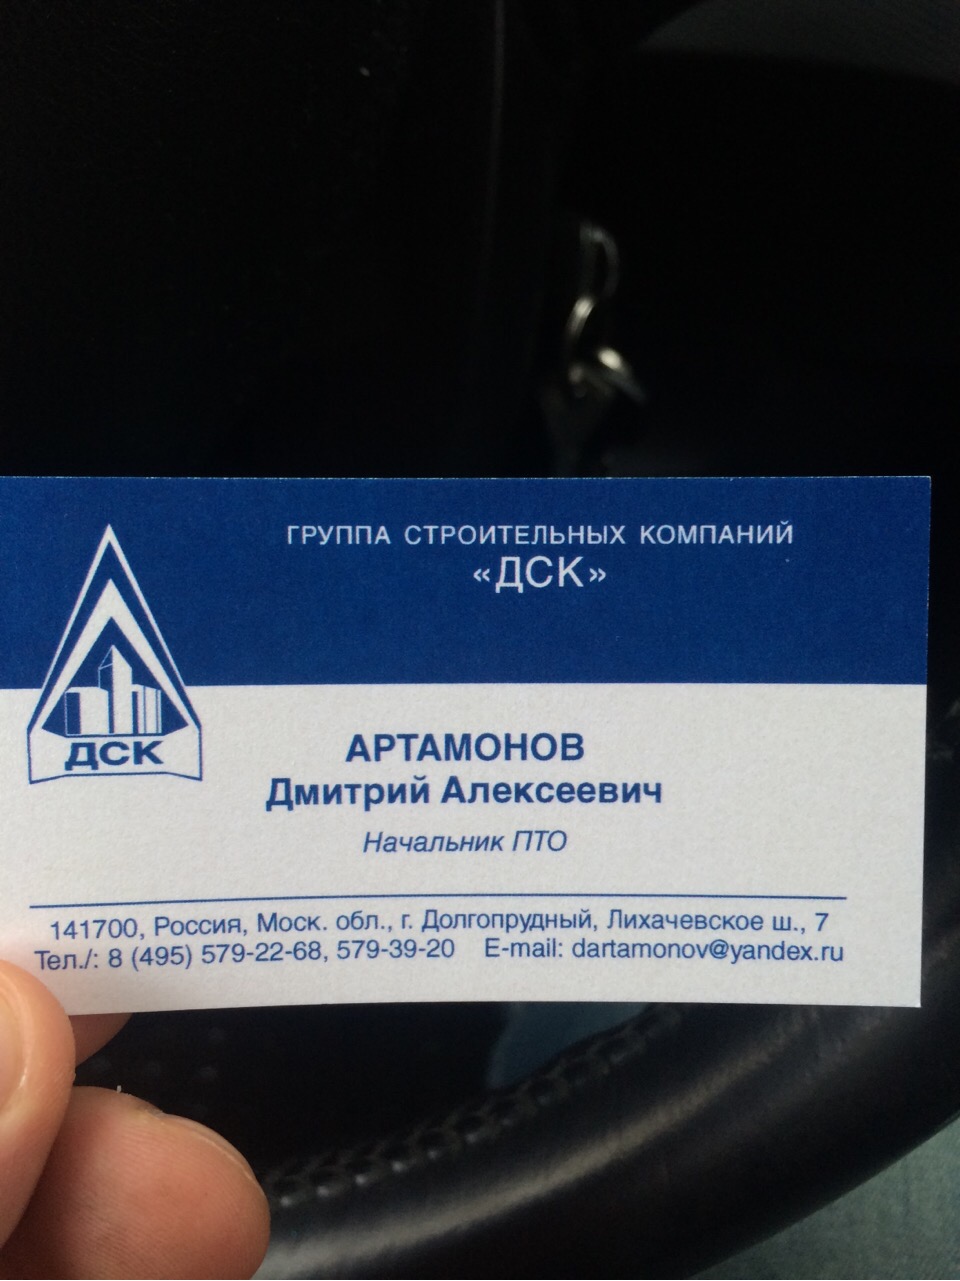 ГРУППА СТРОИТЕЛЬНЫХ КОМПАНИЙ
«ДСК»
ДСК
АРТАМОНОВ
Дмитрий Алексеевич
Начальник ПТО
141700, Россия, Моск. обл., г. Долгопрудный, Лихачевское ш., 7
Тел./: 8 (495) 579-22-68, 579-39-20 E-mail: dartamonov@yandex.ru